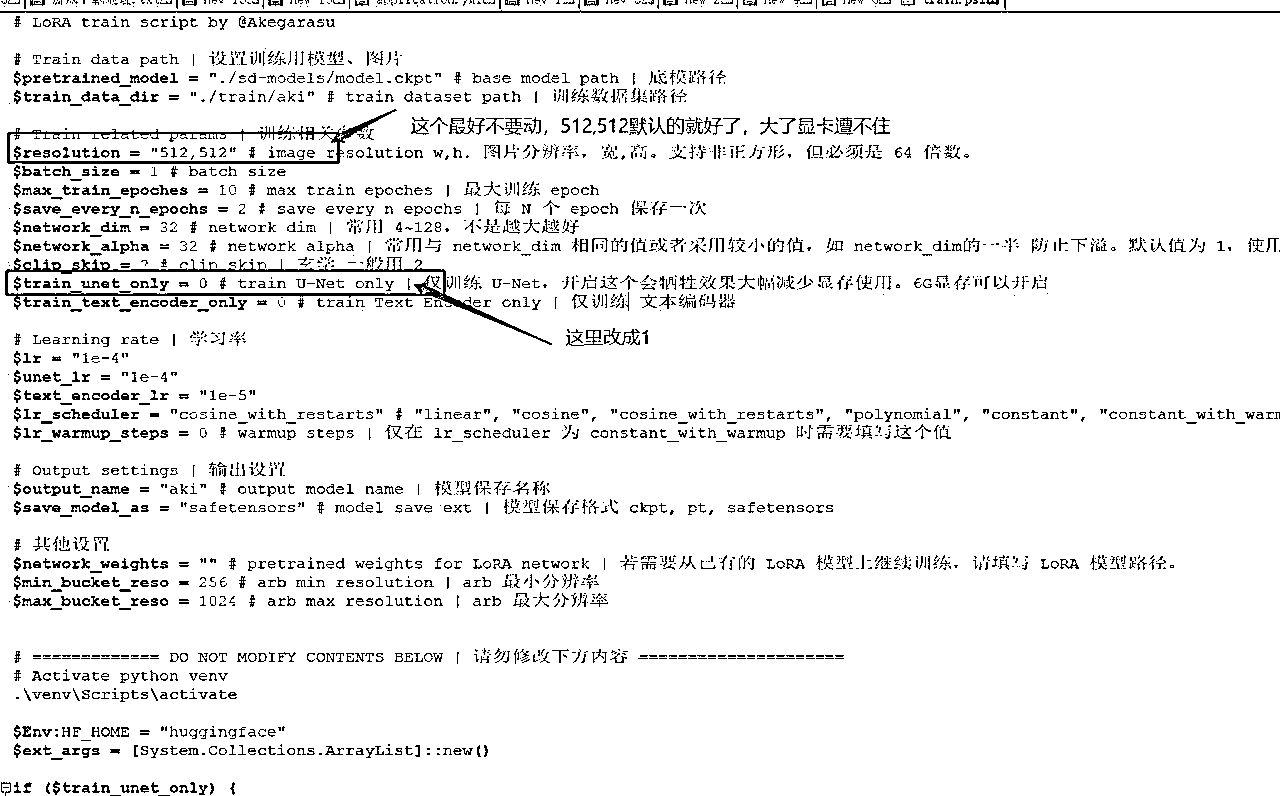 # LoRA train script by @Akegarasu
# Train data path | 设置训练用模型、图片
$pretrained_model = "./sd-models/model.ckpt" # base model path | 底模路径
$train_data_dir = "./train/aki" # train dataset path | 训练数据集路径
这个最好不要动，512,512默认的就好了，大了显卡遭不住
# Train related params | 训练相关参数
$resolution = "512,512" # image resolution w,h. 图片分辨率，宽,高。支持非正方形，但必须是 64 倍数。
$batch_size = 1 # batch size
$max_train_epoches = 10 # max train epoches | 最大训练 epoch
$save_every_n_epochs = 2 # save every n epochs | 每 N 个 epoch 保存一次
$network_dim = 32 # network dim | 常用 4~128，不是越大越好
$network_alpha = 32 # network alpha | 常用与 network_dim 相同的值或者采用较小的值，如 network_dim的一半 防止下溢。默认值为 1，使用
$clip_skip = 2 # clip skip | 玄学 一般用 2
$train_unet_only = 0 # train U-Net only | 仅训练 U-Net，开启这个会牺牲效果大幅减少显存使用。6G显存可以开启
$train_text_encoder_only = 0 # train Text Encoder only | 仅训练 文本编码器
这里改成1
# Learning rate | 学习率
$lr = "1e-4"
$unet_lr = "1e-4"
$text_encoder_lr = "1e-5"
$lr_scheduler = "cosine_with_restarts" # "linear", "cosine", "cosine_with_restarts", "polynomial", "constant", "constant_with_warm
$lr_warmup_steps = 0 # warmup steps | 仅在 lr_scheduler 为 constant_with_warmup 时需要填写这个值
# Output settings | 输出设置
$output_name = "aki" # output model name | 模型保存名称
$save_model_as = "safetensors" # model save ext | 模型保存格式 ckpt, pt, safetensors
# 其他设置
$network_weights = "" # pretrained weights for LoRA network | 若需要从已有的 LoRA 模型上继续训练，请填写 LoRA 模型路径。
$min_bucket_reso = 256 # arb min resolution | arb 最小分辨率
$max_bucket_reso = 1024 # arb max resolution | arb 最大分辨率
# ============= DO NOT MODIFY CONTENTS BELOW | 请勿修改下方内容 =====================
# Activate python venv
.\venv\Scripts\activate
$Env:HF_HOME = "huggingface"
$ext_args = [System.Collections.ArrayList]::new()
if ($train_unet_only) {